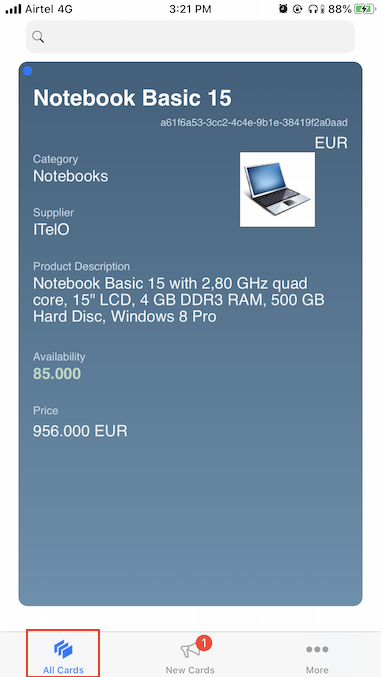 Airtel 4G 3:21 PM 88%
Notebook Basic 15
a61f6a53-3cc2-4c4e-9b1e-38419f2a0aad
EUR
Category
Notebooks
Supplier
ITelO
Product Description
Notebook Basic 15 with 2,80 GHz quad
core, 15" LCD, 4 GB DDR3 RAM, 500 GB
Hard Disc, Windows 8 Pro
Availability
85.000
Price
956.000 EUR
1
All Cards New Cards More